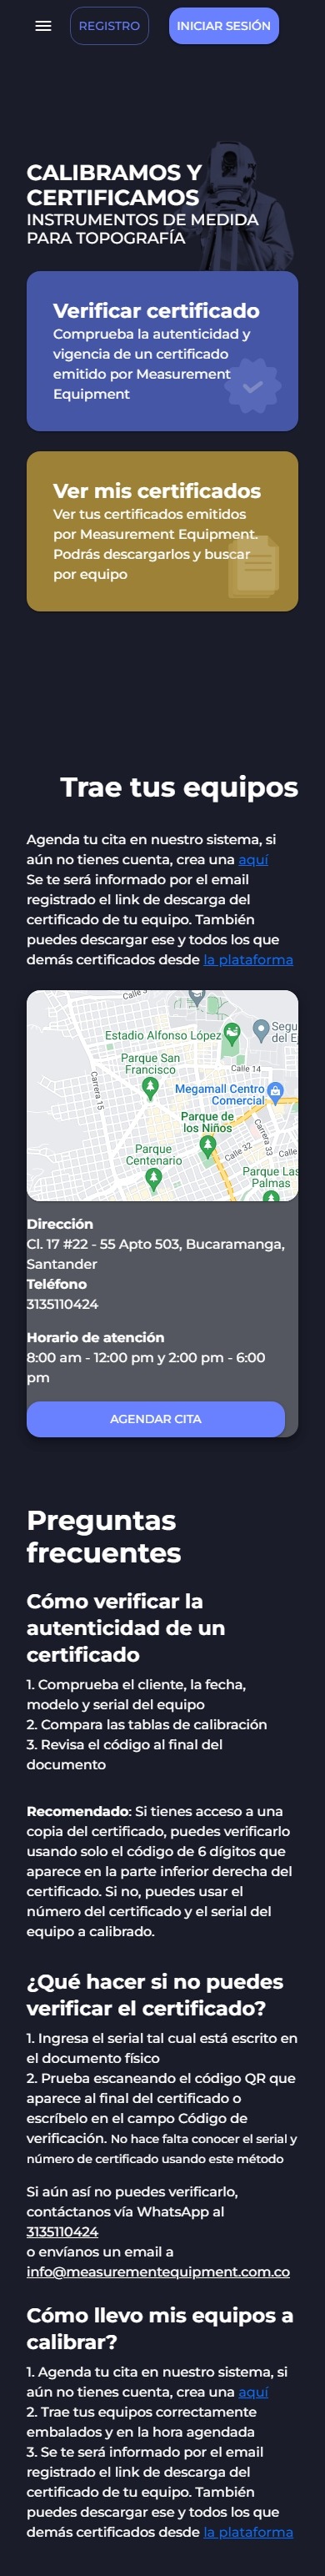 REGISTRO
INICIAR SESIÓN
CALIBRAMOS Y
CERTIFICAMOS
INSTRUMENTOS DE MEDIDA
PARA TOPOGRAFÍA
Verificar certificado
Comprueba la autenticidad y
vigencia de un certificado
emitido por Measurement
Equipment
Ver mis certificados
Ver tus certificados emitidos
por Measurement Equipment.
Podrás descargarlos y buscar
por equipo
Trae tus equipos
Agenda tu cita en nuestro sistema, si
aún no tienes cuenta, crea una aquí
Se te será informado por el email
registrado el link de descarga del
certificado de tu equipo. También
puedes descargar ese y todos los que
demás certificados desde la plataforma
Estadio Alfonso López
Segu
del E
Parque San
Francisco
Calle 14
Carrera 15
Megamall Centro
Comercial
Parque de
los Niños
Carrera 33
Calle 32
Parque
Centenario
Parque Las
Palmas
Dirección
Cl. 17 #22 - 55 Apto 503, Bucaramanga,
Santander
Teléfono
3135110424
Horario de atención
8:00 am - 12:00 pm y 2:00 pm - 6:00
pm
AGENDAR CITA
Preguntas
frecuentes
Cómo verificar la
autenticidad de un
certificado
1. Comprueba el cliente, la fecha,
modelo y serial del equipo
2. Compara las tablas de calibración
3. Revisa el código al final del
documento
Recomendado: Si tienes acceso a una
copia del certificado, puedes verificarlo
usando solo el código de 6 dígitos que
aparece en la parte inferior derecha del
certificado. Si no, puedes usar el
número del certificado y el serial del
equipo a calibrado.
¿Qué hacer si no puedes
verificar el certificado?
1. Ingresa el serial tal cual está escrito en
el documento físico
2. Prueba escaneando el código QR que
aparece al final del certificado o
escríbelo en el campo Código de
verificación. No hace falta conocer el serial y
número de certificado usando este método
Si aún así no puedes verificarlo,
contáctanos vía WhatsApp al
3135110424
o envíanos un email a
info@measurementequipment.com.co
Cómo llevo mis equipos a
calibrar?
1. Agenda tu cita en nuestro sistema, si
aún no tienes cuenta, crea una aquí
2. Trae tus equipos correctamente
embalados y en la hora agendada
3. Se te será informado por el email
registrado el link de descarga del
certificado de tu equipo. También
puedes descargar ese y todos los que
demás certificados desde la plataforma